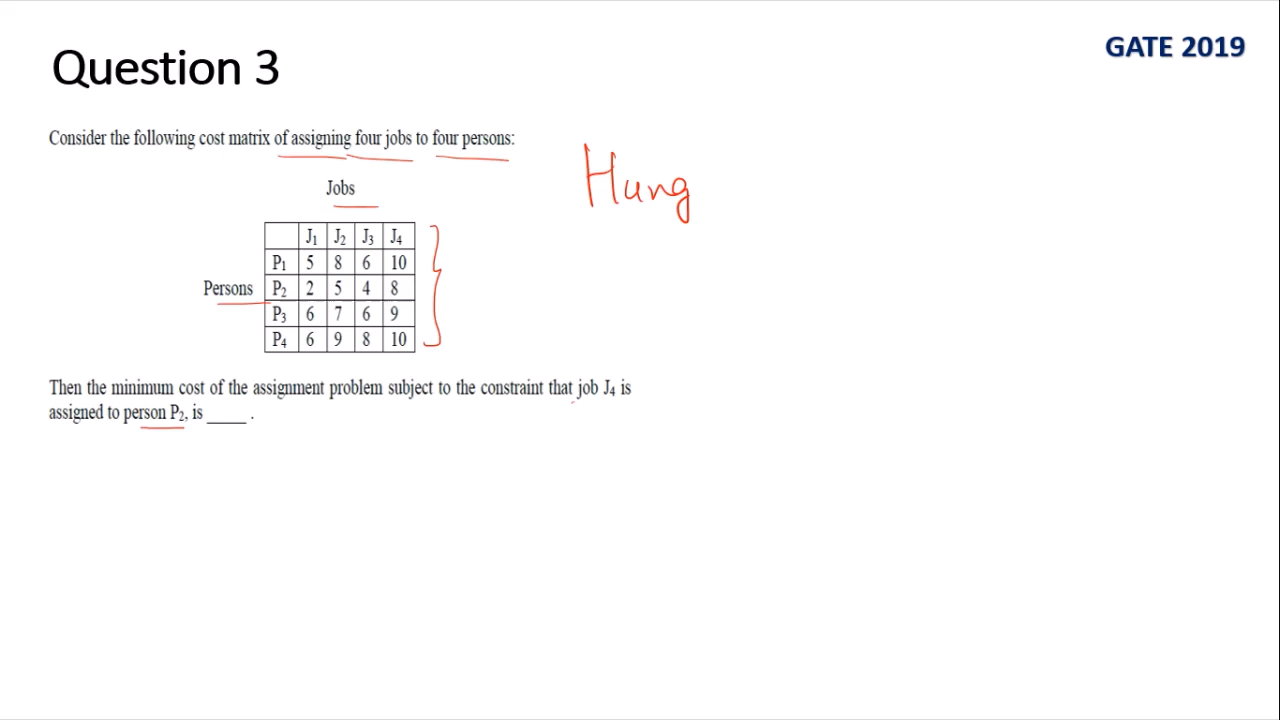 GATE 2019
Question 3
Consider the following cost matrix of assigning four jobs to four persons:
Hung
Jobs
J₁ J₂ J₃ J₄
P₁ 5 8 6 10
Persons P₂ 2 5 4 8
P₃ 6 7 6 9
P₄ 6 9 8 10
Then the minimum cost of the assignment problem subject to the constraint that job J₄ is
assigned to person P₂, is ____ .